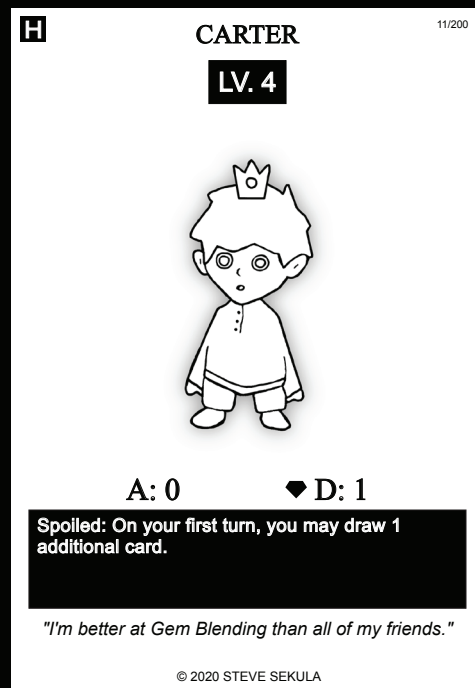 H
CARTER
11/200
LV. 4
A: 0
D: 1
Spoiled: On your first turn, you may draw 1
additional card.
"I'm better at Gem Blending than all of my friends."
© 2020 STEVE SEKULA